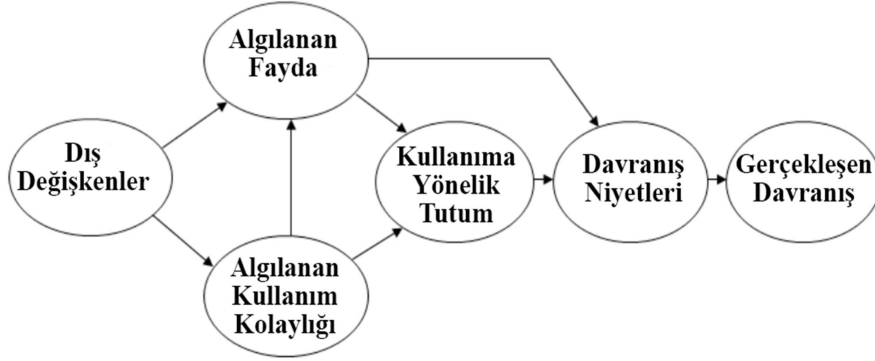 Algılanan
Fayda
Dış
Değişkenler
Kullanıma
Yönelik
Tutum
Davranış
Niyetleri
Gerçekleşen
Davranış
Algılanan
Kullanım
Kolaylığı